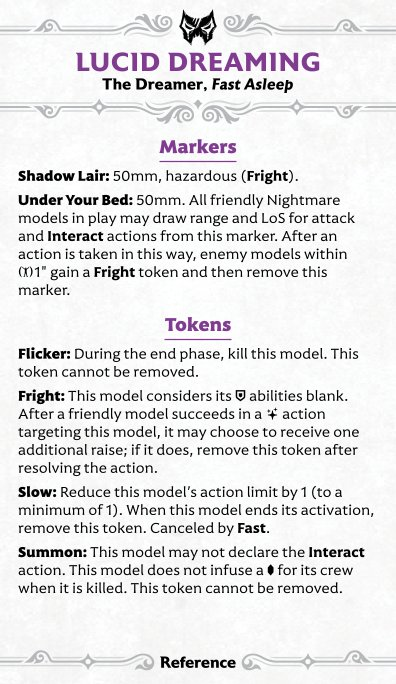 LUCID DREAMING
The Dreamer, Fast Asleep
Markers
Shadow Lair: 50mm, hazardous (Fright).
Under Your Bed: 50mm. All friendly Nightmare
models in play may draw range and LoS for attack
and Interact actions from this marker. After an
action is taken in this way, enemy models within
1" gain a Fright token and then remove this
marker.
Tokens
Flicker: During the end phase, kill this model. This
token cannot be removed.
Fright: This model considers its abilities blank.
After a friendly model succeeds in a action
targeting this model, it may choose to receive one
additional raise; if it does, remove this token after
resolving the action.
Slow: Reduce this model's action limit by 1 (to a
minimum of 1). When this model ends its activation,
remove this token. Canceled by Fast.
Summon: This model may not declare the Interact
action. This model does not infuse a for its crew
when it is killed. This token cannot be removed.
Reference